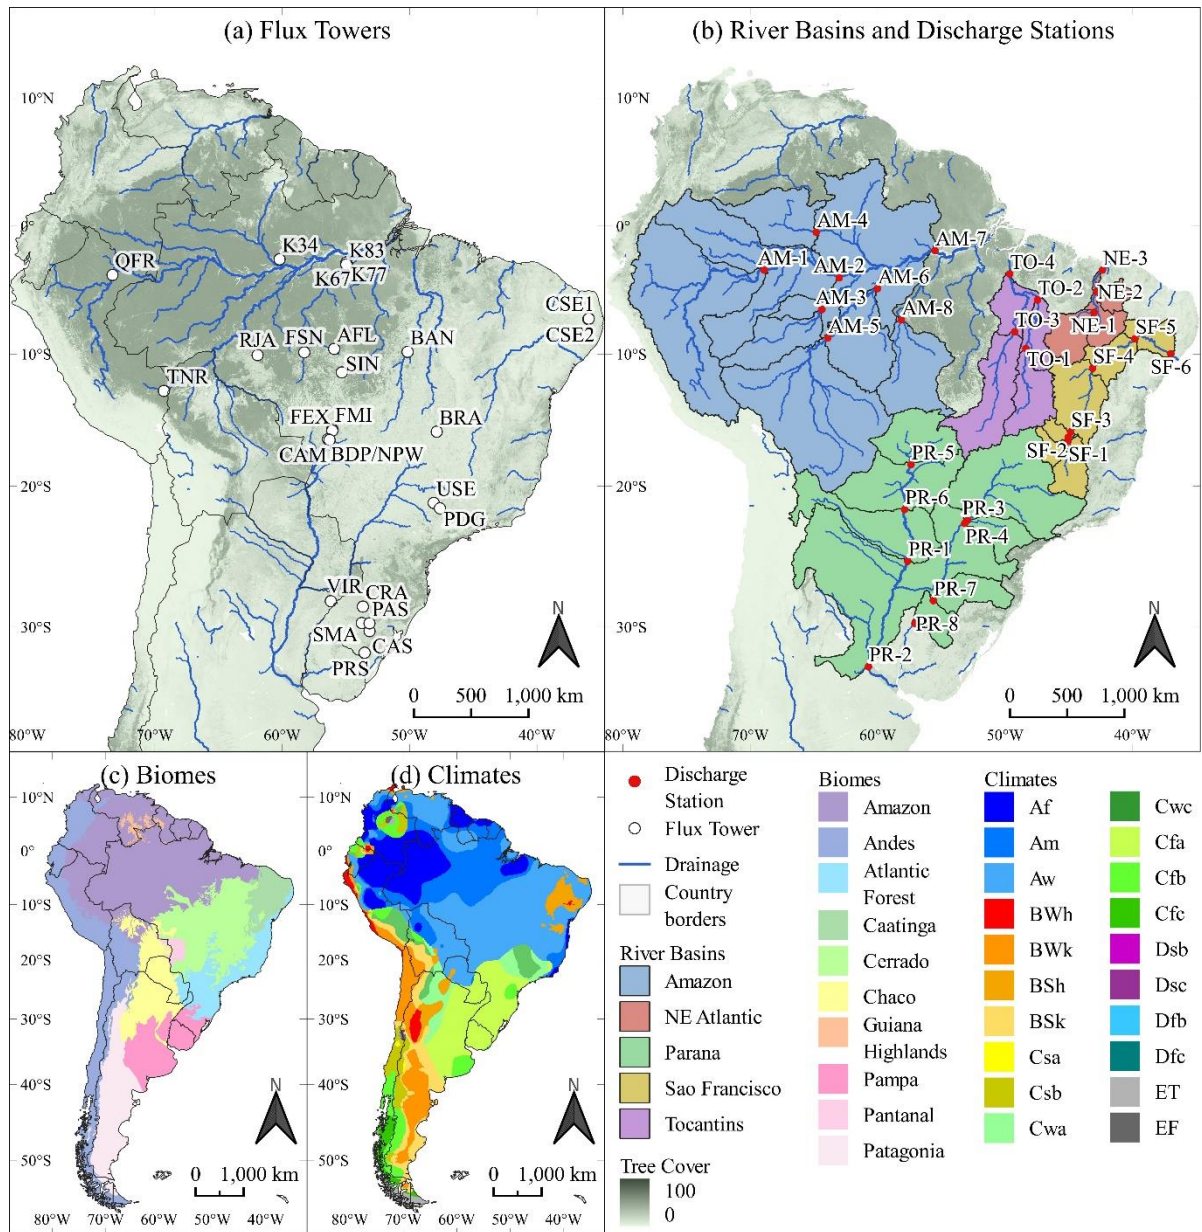 (a) Flux Towers
10°N
0°
10°S
20°S
30°S
80°W
70°W
60°W
50°W
40°W
QFR
K34
K83
K67
K77
CSE1
CSE2
RJA
FSN
AFL
BAN
SIN
TNR
FEX
FMI
BRA
CAM
BDP/NPW
USE
PDG
VIR
CRA
PAS
SMA
CAS
PRS
N
0 500 1,000 km
(b) River Basins and Discharge Stations
10°N
0°
10°S
20°S
30°S
80°W
70°W
60°W
50°W
40°W
AM-4
AM-7
AM-1
AM-2
AM-6
AM-3
AM-8
AM-5
TO-4
NE-3
TO-2
NE-2
TO-3
NE-1
SF-5
TO-1
SF-4
SF-6
SF-3
SF-2
SF-1
PR-5
PR-6
PR-3
PR-4
PR-1
PR-7
PR-8
PR-2
N
0 500 1,000 km
(c) Biomes
10°N
0°
10°S
20°S
30°S
40°S
50°S
80°W
70°W
60°W
50°W
40°W
N
0 1,000 km
(d) Climates
80°W
70°W
60°W
50°W
40°W
N
0 1,000 km
Discharge
Station
Flux Tower
Drainage
Country
borders
River Basins
Amazon
NE Atlantic
Parana
Sao Francisco
Tocantins
Tree Cover
100
0
Biomes
Amazon
Andes
Atlantic
Forest
Caatinga
Cerrado
Chaco
Guiana
Highlands
Pampa
Pantanal
Patagonia
Climates
Af
Am
Aw
BWh
BWk
BSh
BSk
Csa
Csb
Cwa
Cwc
Cfa
Cfb
Cfc
Dsb
Dsc
Dfb
Dfc
ET
EF